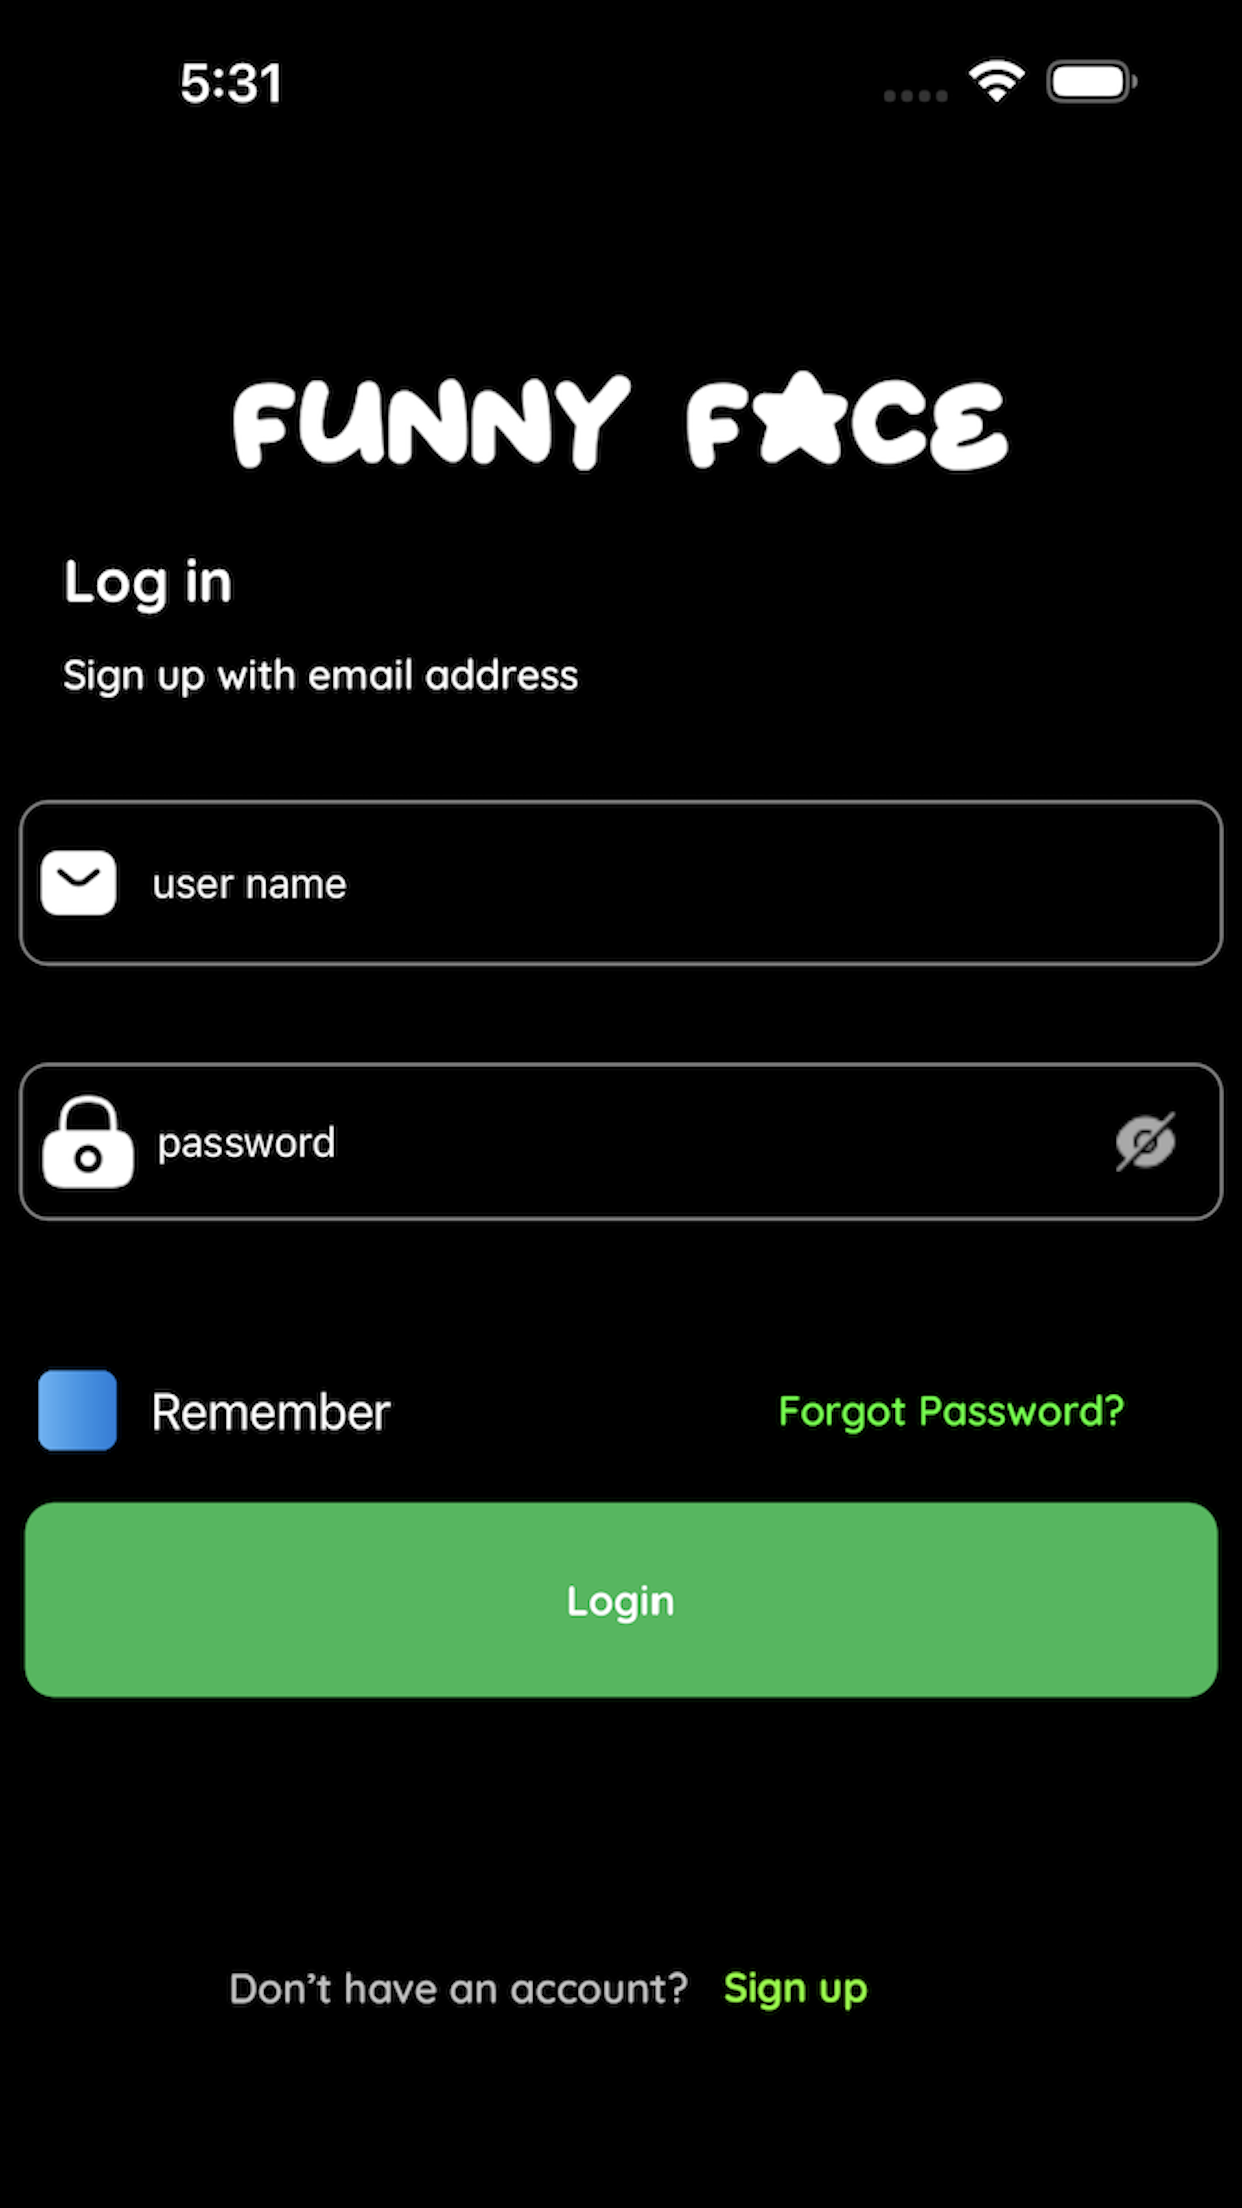 5:31
FUNNY F★CE
Log in
Sign up with email address
user name
password
Remember
Forgot Password?
Login
Don’t have an account? Sign up